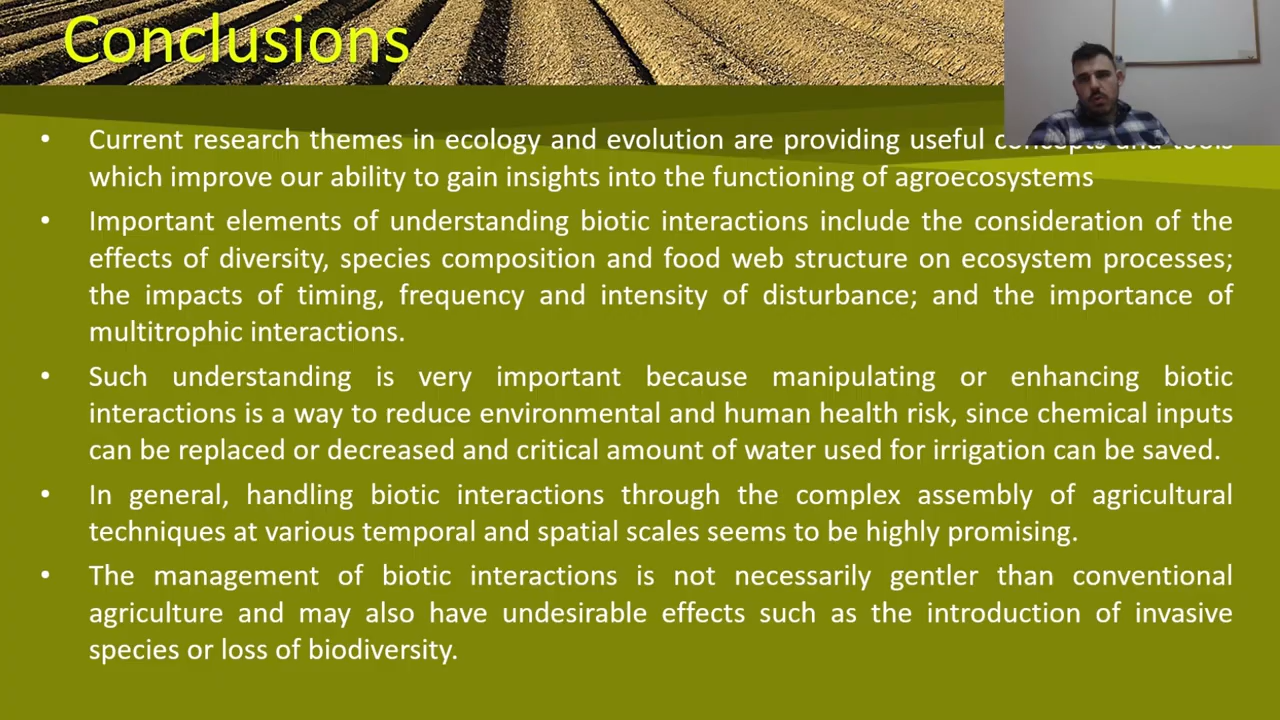 Conclusions
• Current research themes in ecology and evolution are providing useful concepts and tools
which improve our ability to gain insights into the functioning of agroecosystems
• Important elements of understanding biotic interactions include the consideration of the
effects of diversity, species composition and food web structure on ecosystem processes;
the impacts of timing, frequency and intensity of disturbance; and the importance of
multitrophic interactions.
• Such understanding is very important because manipulating or enhancing biotic
interactions is a way to reduce environmental and human health risk, since chemical inputs
can be replaced or decreased and critical amount of water used for irrigation can be saved.
• In general, handling biotic interactions through the complex assembly of agricultural
techniques at various temporal and spatial scales seems to be highly promising.
• The management of biotic interactions is not necessarily gentler than conventional
agriculture and may also have undesirable effects such as the introduction of invasive
species or loss of biodiversity.